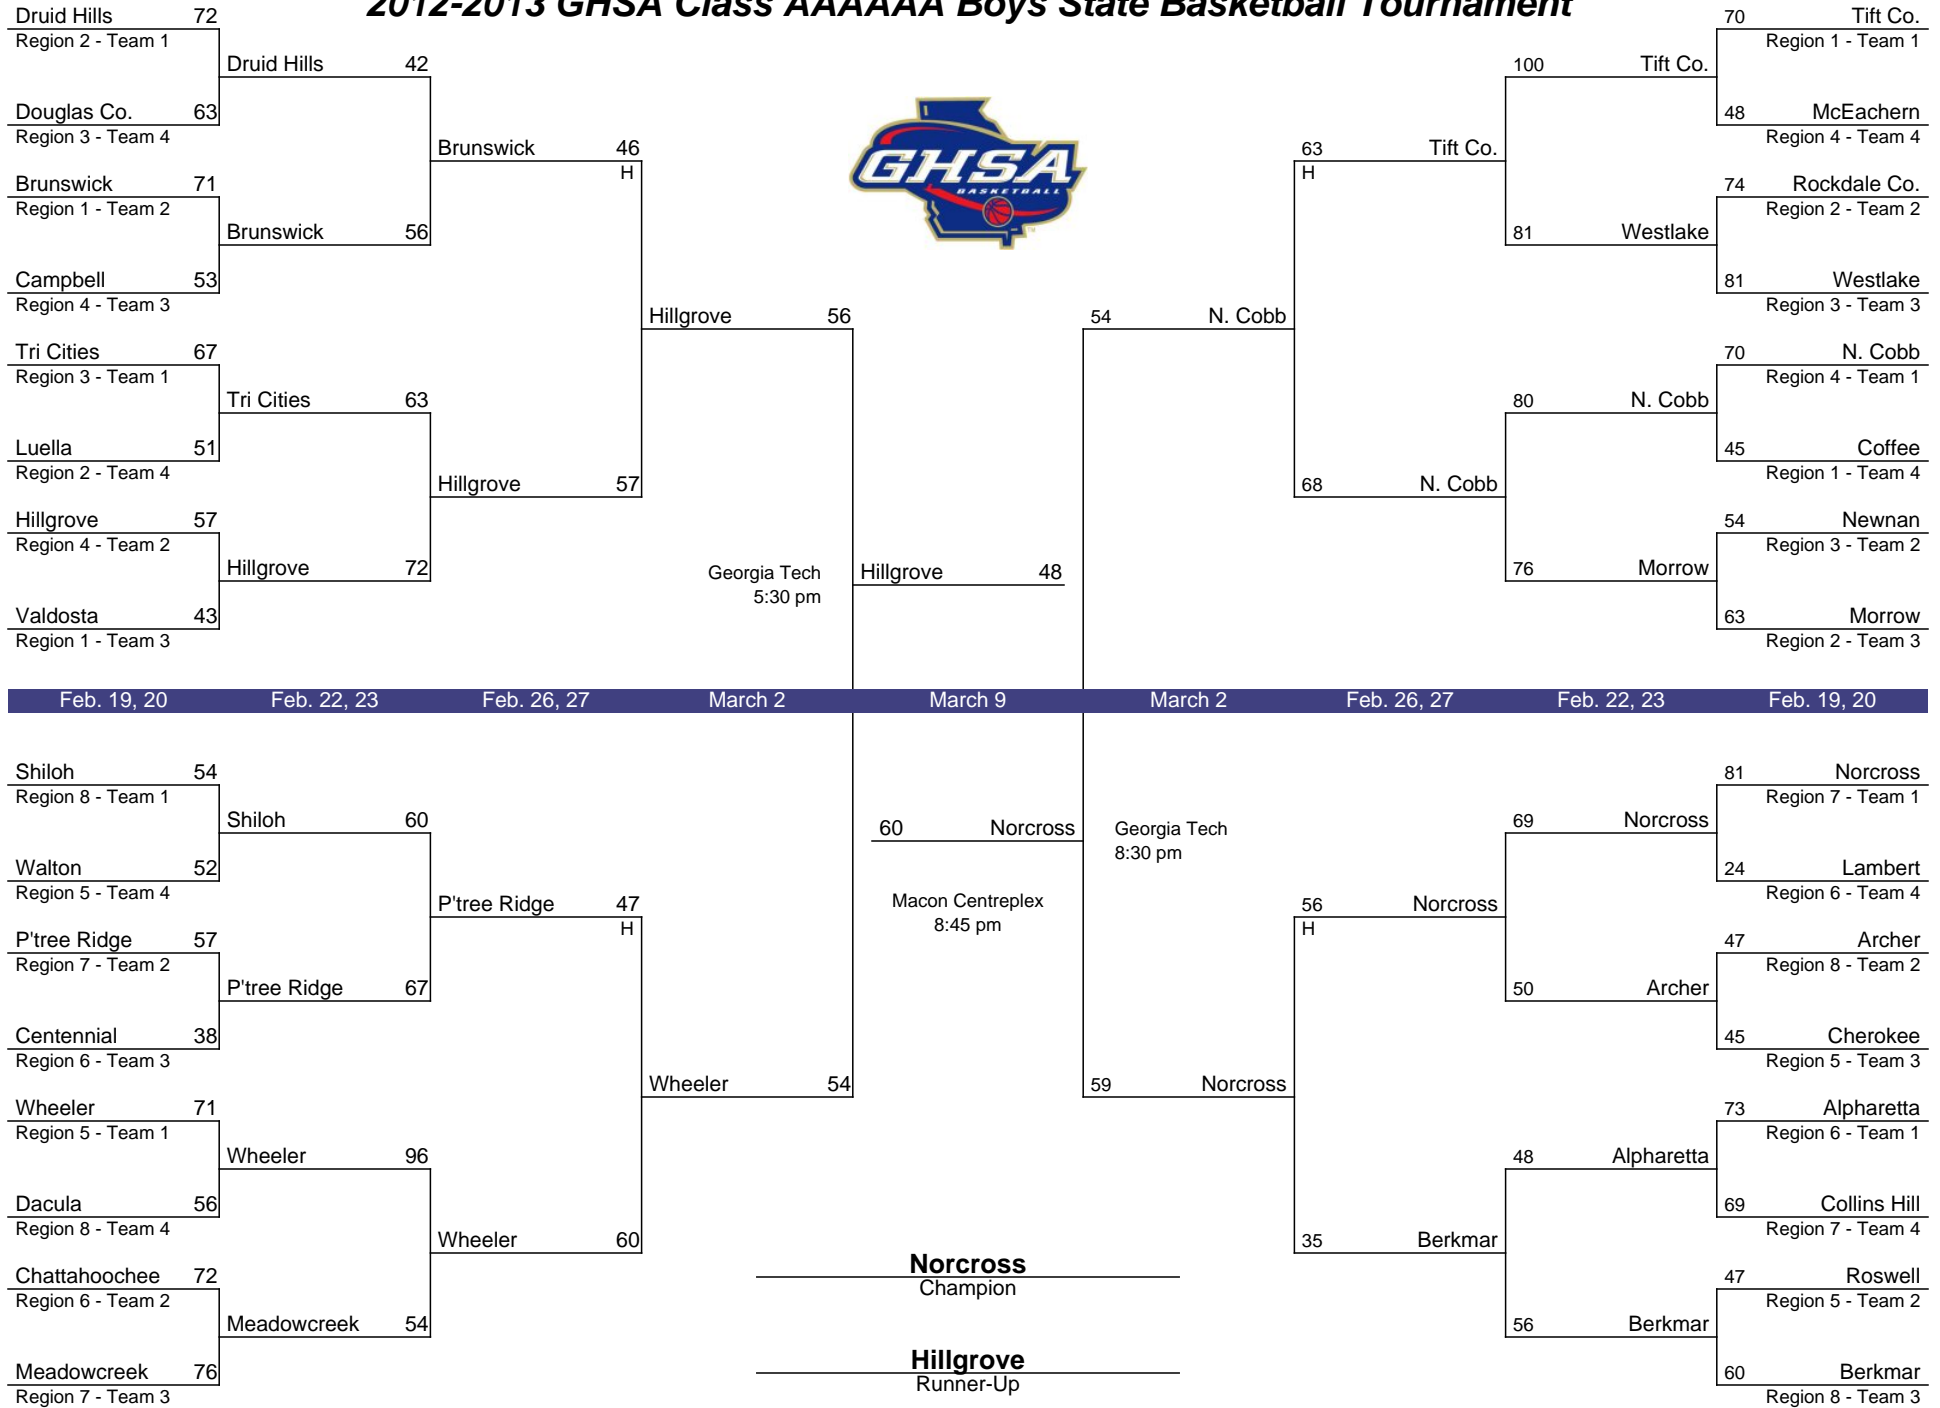 2012-2013 GHSA Class AAAAAA Boys State Basketball Tournament
Druid Hills 72
Region 2 - Team 1
Druid Hills 42
Douglas Co. 63
Region 3 - Team 4
Brunswick 46
H
Brunswick 71
Region 1 - Team 2
Brunswick 56
Campbell 53
Region 4 - Team 3
Hillgrove 56
Tri Cities 67
Region 3 - Team 1
Tri Cities 63
Luella 51
Region 2 - Team 4
Hillgrove 57
Hillgrove 57
Region 4 - Team 2
Hillgrove 72
Valdosta 43
Region 1 - Team 3
Georgia Tech
5:30 pm
Hillgrove 48
GHSA
BASKETBALL
TM
70 Tift Co.
Region 1 - Team 1
100 Tift Co.
48 McEachern
Region 4 - Team 4
63 Tift Co.
H
74 Rockdale Co.
Region 2 - Team 2
81 Westlake
81 Westlake
Region 3 - Team 3
54 N. Cobb
70 N. Cobb
Region 4 - Team 1
80 N. Cobb
45 Coffee
Region 1 - Team 4
68 N. Cobb
54 Newnan
Region 3 - Team 2
76 Morrow
63 Morrow
Region 2 - Team 3
Feb. 19, 20 Feb. 22, 23 Feb. 26, 27 March 2 March 9 March 2 Feb. 26, 27 Feb. 22, 23 Feb. 19, 20
Shiloh 54
Region 8 - Team 1
Shiloh 60
Walton 52
Region 5 - Team 4
P'tree Ridge 47
H
P'tree Ridge 57
Region 7 - Team 2
P'tree Ridge 67
Centennial 38
Region 6 - Team 3
Wheeler 54
Wheeler 71
Region 5 - Team 1
Wheeler 96
Dacula 56
Region 8 - Team 4
Wheeler 60
Chattahoochee 72
Region 6 - Team 2
Meadowcreek 54
Meadowcreek 76
Region 7 - Team 3
60 Norcross
Georgia Tech
8:30 pm
Macon Centreplex
8:45 pm
81 Norcross
Region 7 - Team 1
69 Norcross
24 Lambert
Region 6 - Team 4
56 Norcross
H
47 Archer
Region 8 - Team 2
50 Archer
45 Cherokee
Region 5 - Team 3
59 Norcross
73 Alpharetta
Region 6 - Team 1
48 Alpharetta
69 Collins Hill
Region 7 - Team 4
35 Berkmar
47 Roswell
Region 5 - Team 2
56 Berkmar
60 Berkmar
Region 8 - Team 3
Norcross
Champion
Hillgrove
Runner-Up